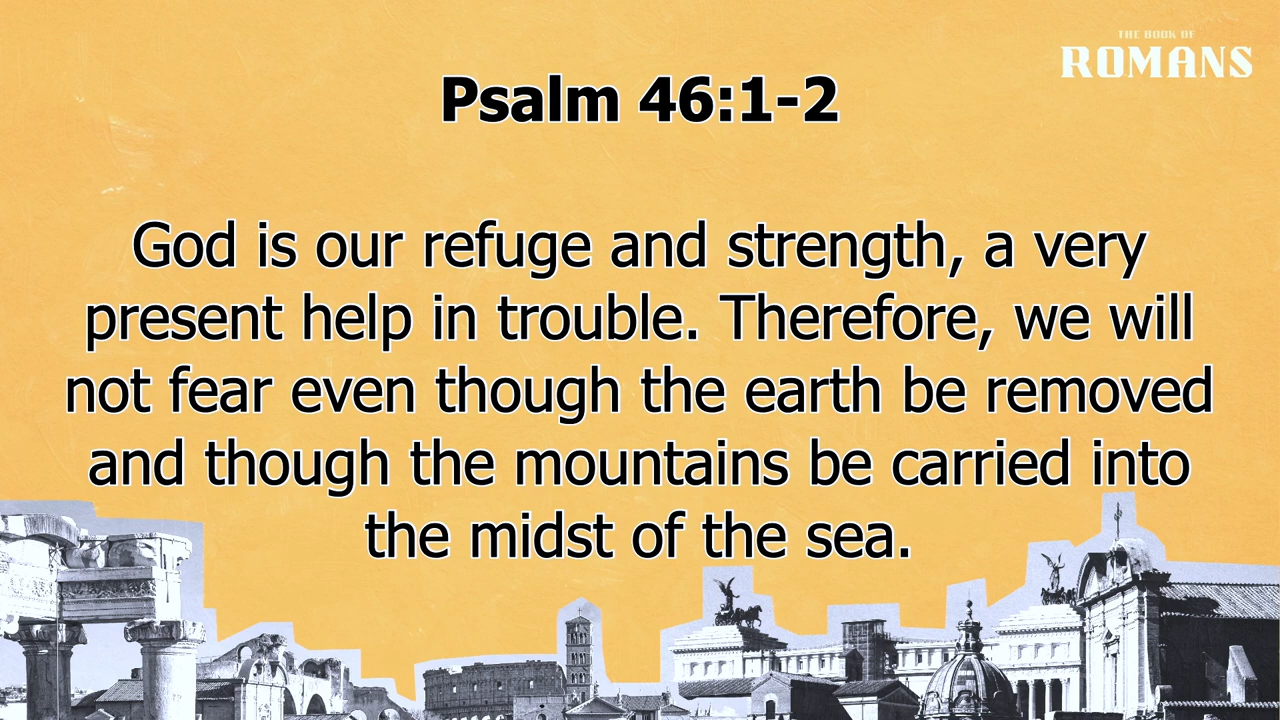 THE BOOK OF
ROMANS
Psalm 46:1-2
God is our refuge and strength, a very
present help in trouble. Therefore, we will
not fear even though the earth be removed
and though the mountains be carried into
the midst of the sea.